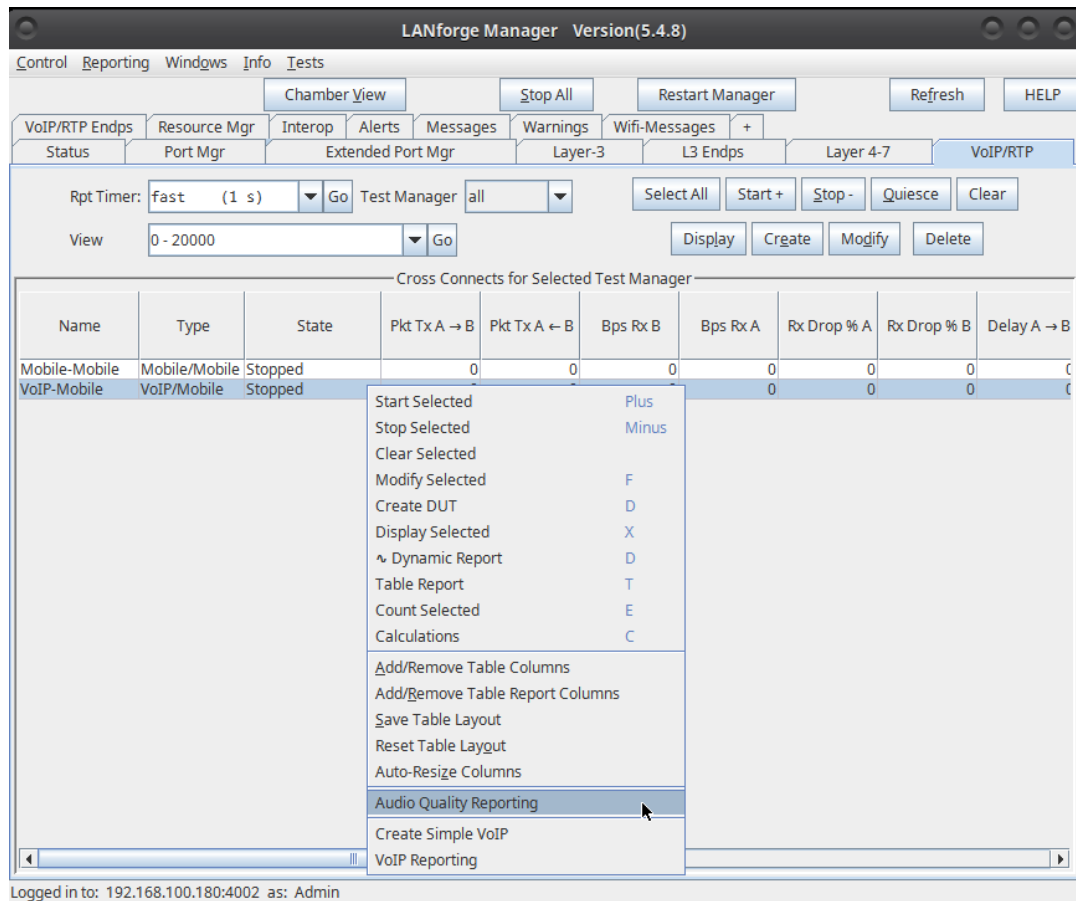 LANforge Manager   Version(5.4.8)
Control Reporting Windows Info Tests
Chamber View Stop All Restart Manager Refresh HELP
VoIP/RTP Endps Resource Mgr Interop Alerts Messages Warnings Wifi-Messages +
Status Port Mgr Extended Port Mgr Layer-3 L3 Endps Layer 4-7 VoIP/RTP
Rpt Timer: fast (1 s) Go Test Manager all Select All Start + Stop - Quiesce Clear
View 0 - 20000 Go Display Create Modify Delete
Cross Connects for Selected Test Manager
Name Type State Pkt Tx A → B Pkt Tx A ← B Bps Rx B Bps Rx A Rx Drop % A Rx Drop % B Delay A → B
Mobile-Mobile Mobile/Mobile Stopped 0 0 0 0 0 0 0
VoIP-Mobile VoIP/Mobile Stopped 0 0 0 0
Start Selected Plus
Stop Selected Minus
Clear Selected
Modify Selected F
Create DUT D
Display Selected X
∿ Dynamic Report D
Table Report T
Count Selected E
Calculations C
Add/Remove Table Columns
Add/Remove Table Report Columns
Save Table Layout
Reset Table Layout
Auto-Resize Columns
Audio Quality Reporting
Create Simple VoIP
VoIP Reporting
Logged in to: 192.168.100.180:4002 as: Admin